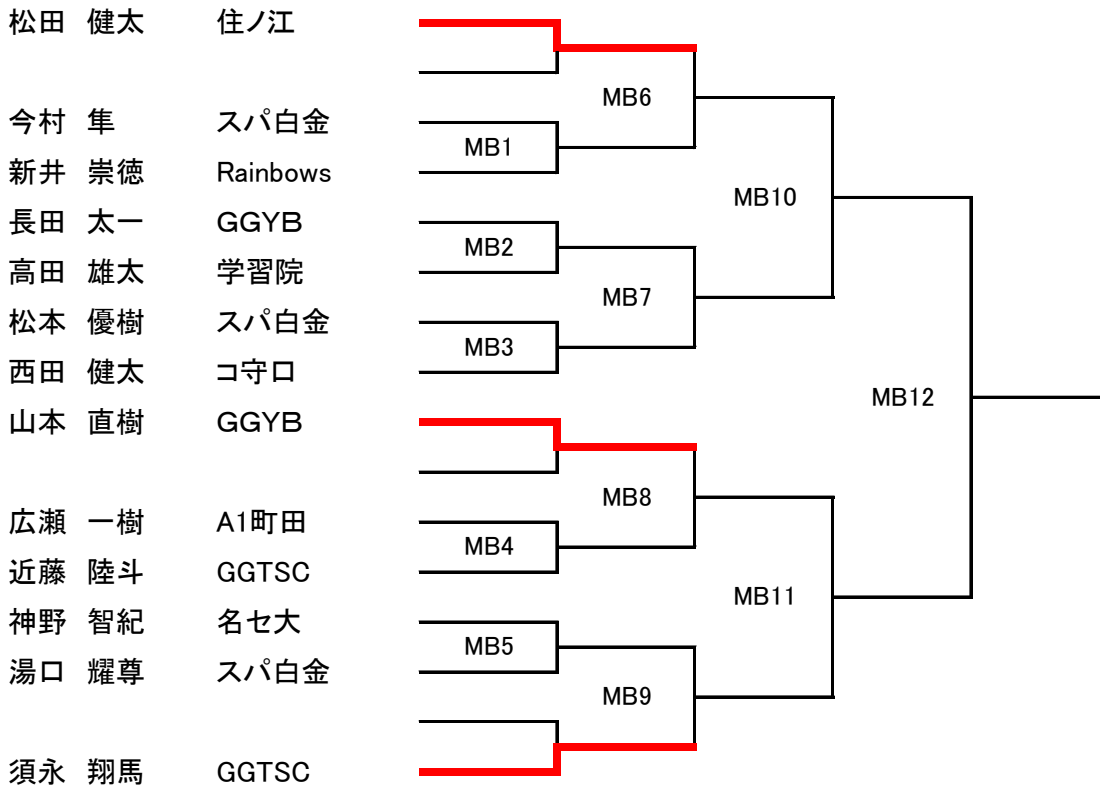 松田 健太 住ノ江
MB6
今村 隼 スパ白金
MB1
新井 崇徳 Rainbows
MB10
長田 太一 GGYB
MB2
高田 雄太 学習院
MB7
松本 優樹 スパ白金
MB3
西田 健太 コ守口
MB12
山本 直樹 GGYB
MB8
広瀬 一樹 A1町田
MB4
近藤 陸斗 GGTSC
MB11
神野 智紀 名セ大
MB5
湯口 耀尊 スパ白金
MB9
須永 翔馬 GGTSC